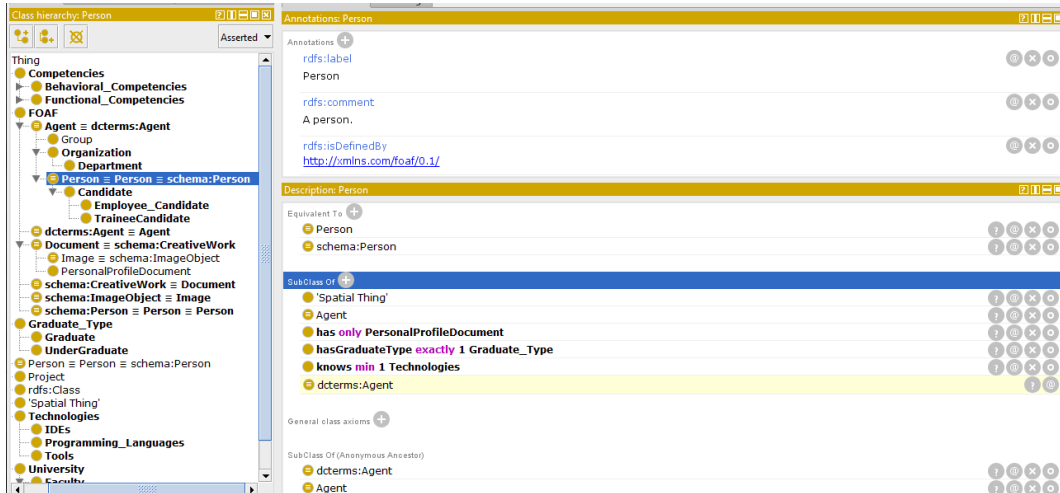 Class hierarchy: Person
Asserted
Thing
Competencies
Behavioral_Competencies
Functional_Competencies
FOAF
Agent ≡ dcterms:Agent
Group
Organization
Department
Person ≡ Person ≡ schema:Person
Candidate
Employee_Candidate
TraineeCandidate
dcterms:Agent ≡ Agent
Document ≡ schema:CreativeWork
Image ≡ schema:ImageObject
PersonalProfileDocument
schema:CreativeWork ≡ Document
schema:ImageObject ≡ Image
schema:Person ≡ Person ≡ Person
Graduate_Type
Graduate
UnderGraduate
Person ≡ Person ≡ schema:Person
Project
rdfs:Class
'Spatial Thing'
Technologies
IDEs
Programming_Languages
Tools
University
Faculty
Annotations: Person
Annotations
rdfs:label
Person
rdfs:comment
A person.
rdfs:isDefinedBy
http://xmlns.com/foaf/0.1/
Description: Person
Equivalent To
Person
schema:Person
SubClass Of
'Spatial Thing'
Agent
has only PersonalProfileDocument
hasGraduateType exactly 1 Graduate_Type
knows min 1 Technologies
dcterms:Agent
General class axioms
SubClass Of (Anonymous Ancestor)
dcterms:Agent
Agent